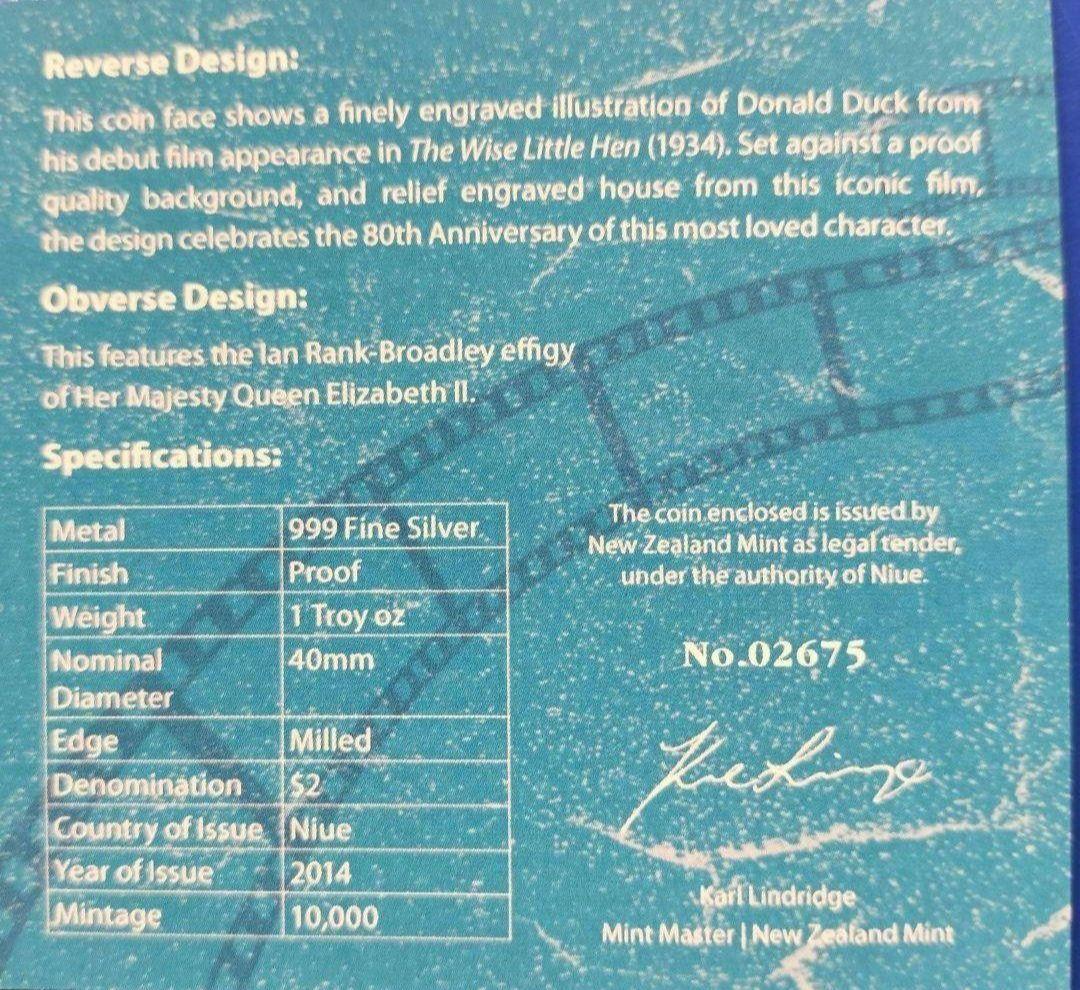 Reverse Design:
This coin face shows a finely engraved illustration of Donald Duck from
his debut film appearance in The Wise Little Hen (1934). Set against a proof
quality background, and relief engraved house from this iconic film,
the design celebrates the 80th Anniversary of this most loved character.
Obverse Design:
This features the Ian Rank-Broadley effigy
of Her Majesty Queen Elizabeth II.
Specifications:
Metal 999 Fine Silver
Finish Proof
Weight 1 Troy oz
Nominal 40mm
Diameter
Edge Milled
Denomination $2
Country of Issue Niue
Year of Issue 2014
Mintage 10,000
The coin enclosed is issued by
New Zealand Mint as legal tender,
under the authority of Niue.
No.02675
Karl Lindridge
Mint Master | New Zealand Mint